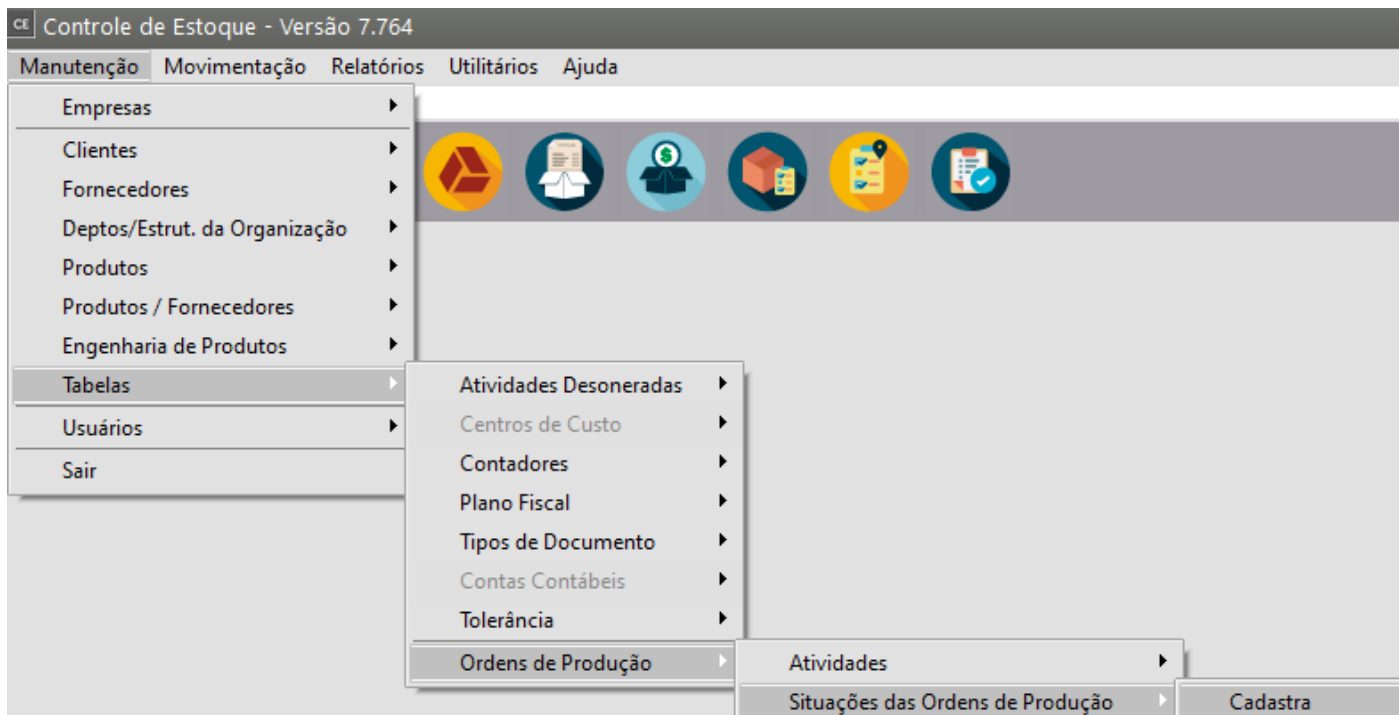 CE Controle de Estoque - Versão 7.764
Manutenção Movimentação Relatórios Utilitários Ajuda
Empresas
Clientes
Fornecedores
Deptos/Estrut. da Organização
Produtos
Produtos / Fornecedores
Engenharia de Produtos
Tabelas
Usuários
Sair
Atividades Desoneradas
Centros de Custo
Contadores
Plano Fiscal
Tipos de Documento
Contas Contábeis
Tolerância
Ordens de Produção
Atividades
Situações das Ordens de Produção
Cadastra